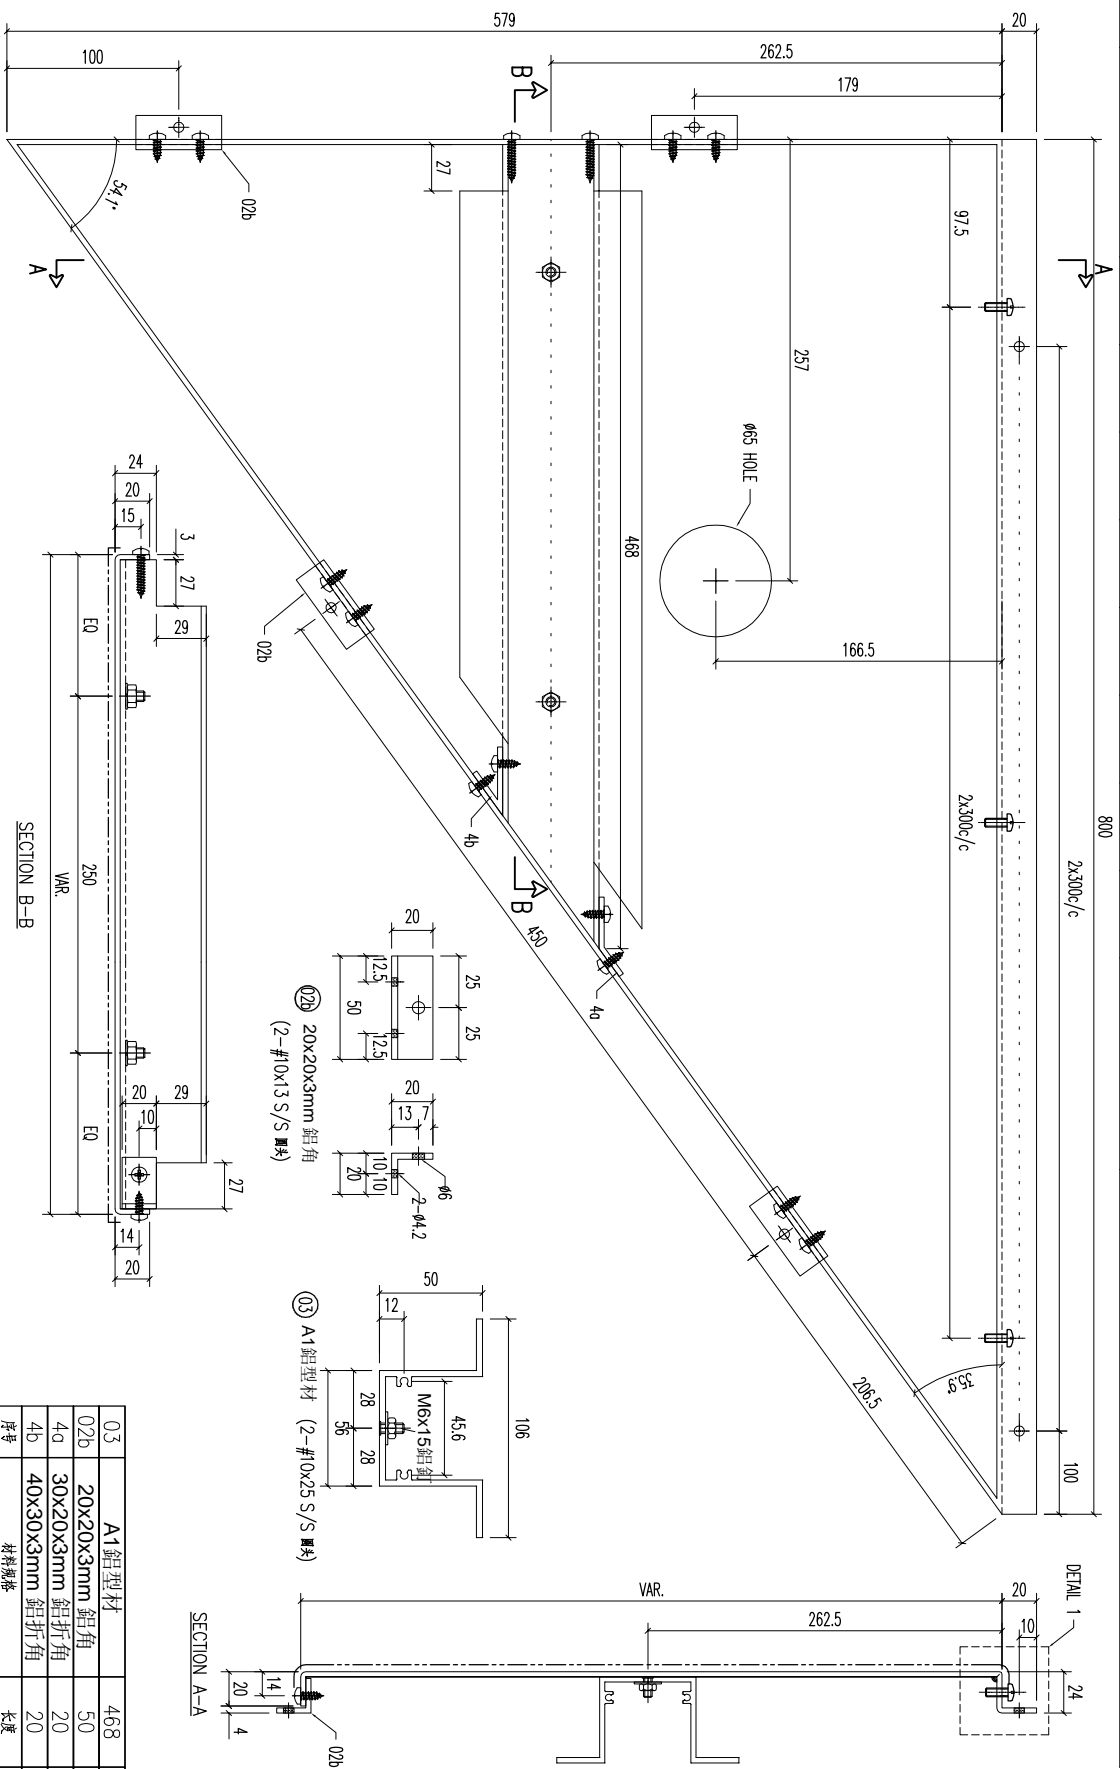 579
20
100
262.5
179
B
02b
54.1°
27
97.5
A
A
800
257
ø65 HOLE
468
166.5
2x300c/c
2x300c/c
02b
4b
B
450
4a
206.5
35.9°
100
24
20
15
3
27
29
EQ
250
VAR.
EQ
20
29
10
27
14
20
SECTION B-B
20
12.5
12.5
50
25
25
02b 20x20x3mm 鋁角
(2-#10x13 S/S 圓头)
20
13
7
10
10
20
ø6
2-ø4.2
50
12
106
45.6
M6x15鋁釘
28
28
56
03 A1鋁型材 (2-#10x25 S/S 圓头)
DETAIL 1
VAR.
20
10
262.5
24
14
20
4
02b
SECTION A-A
03 A1鋁型材 468
02b 20x20x3mm 鋁角 50
4a 30x20x3mm 鋁折角 20
4b 40x30x3mm 鋁折角 20
序号 材料规格 长度